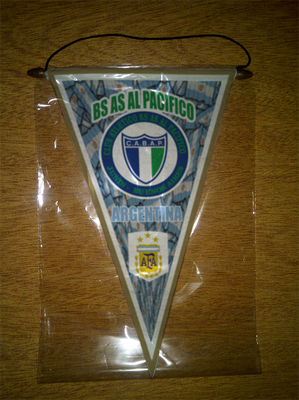 BS AS AL PACIFICO
C.A.B.A.P.
ARGENTINA
AFA